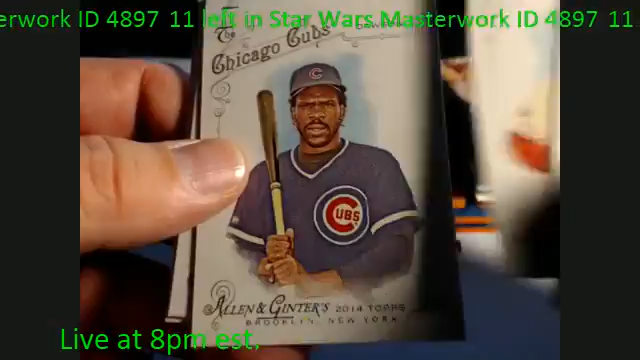 erwork ID 4897 11 left in Star Wars Masterwork ID 4897 11
The
Chicago Cubs
C
CUBS
ALLEN & GINTER'S 2014 TOPPS
BROOKLYN, NEW YORK
Live at 8pm est,